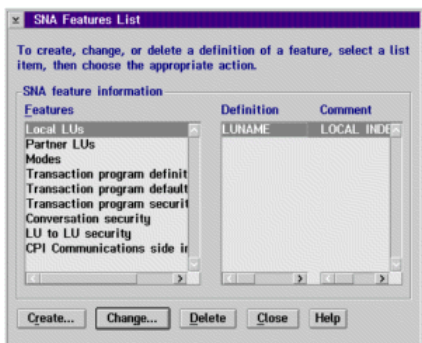 SNA Features List
To create, change, or delete a definition of a feature, select a list
item, then choose the appropriate action.
SNA feature information
Features Definition Comment
Local LUs LUNAME LOCAL INDE
Partner LUs
Modes
Transaction program definit
Transaction program default
Transaction program securit
Conversation security
LU to LU security
CPI Communications side in
Create... Change... Delete Close Help